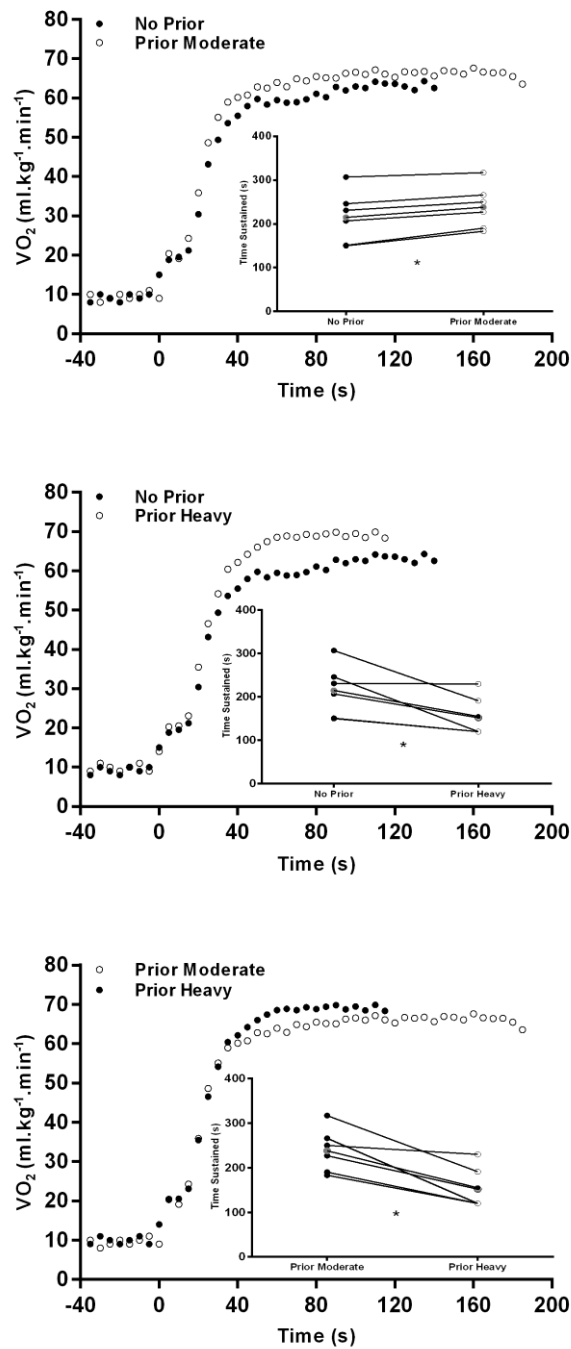 No Prior
Prior Moderate
VO2 (ml.kg-1.min-1)
80
70
60
50
40
30
20
10
0
Time Sustained (s)
400
300
200
100
0
*
No Prior Prior Moderate
-40 0 40 80 120 160 200
Time (s)
No Prior
Prior Heavy
VO2 (ml.kg-1.min-1)
80
70
60
50
40
30
20
10
0
Time Sustained (s)
400
300
200
100
0
*
No Prior Prior Heavy
-40 0 40 80 120 160 200
Time (s)
Prior Moderate
Prior Heavy
VO2 (ml.kg-1.min-1)
80
70
60
50
40
30
20
10
0
Time Sustained (s)
400
300
200
100
0
*
Prior Moderate Prior Heavy
-40 0 40 80 120 160 200
Time (s)